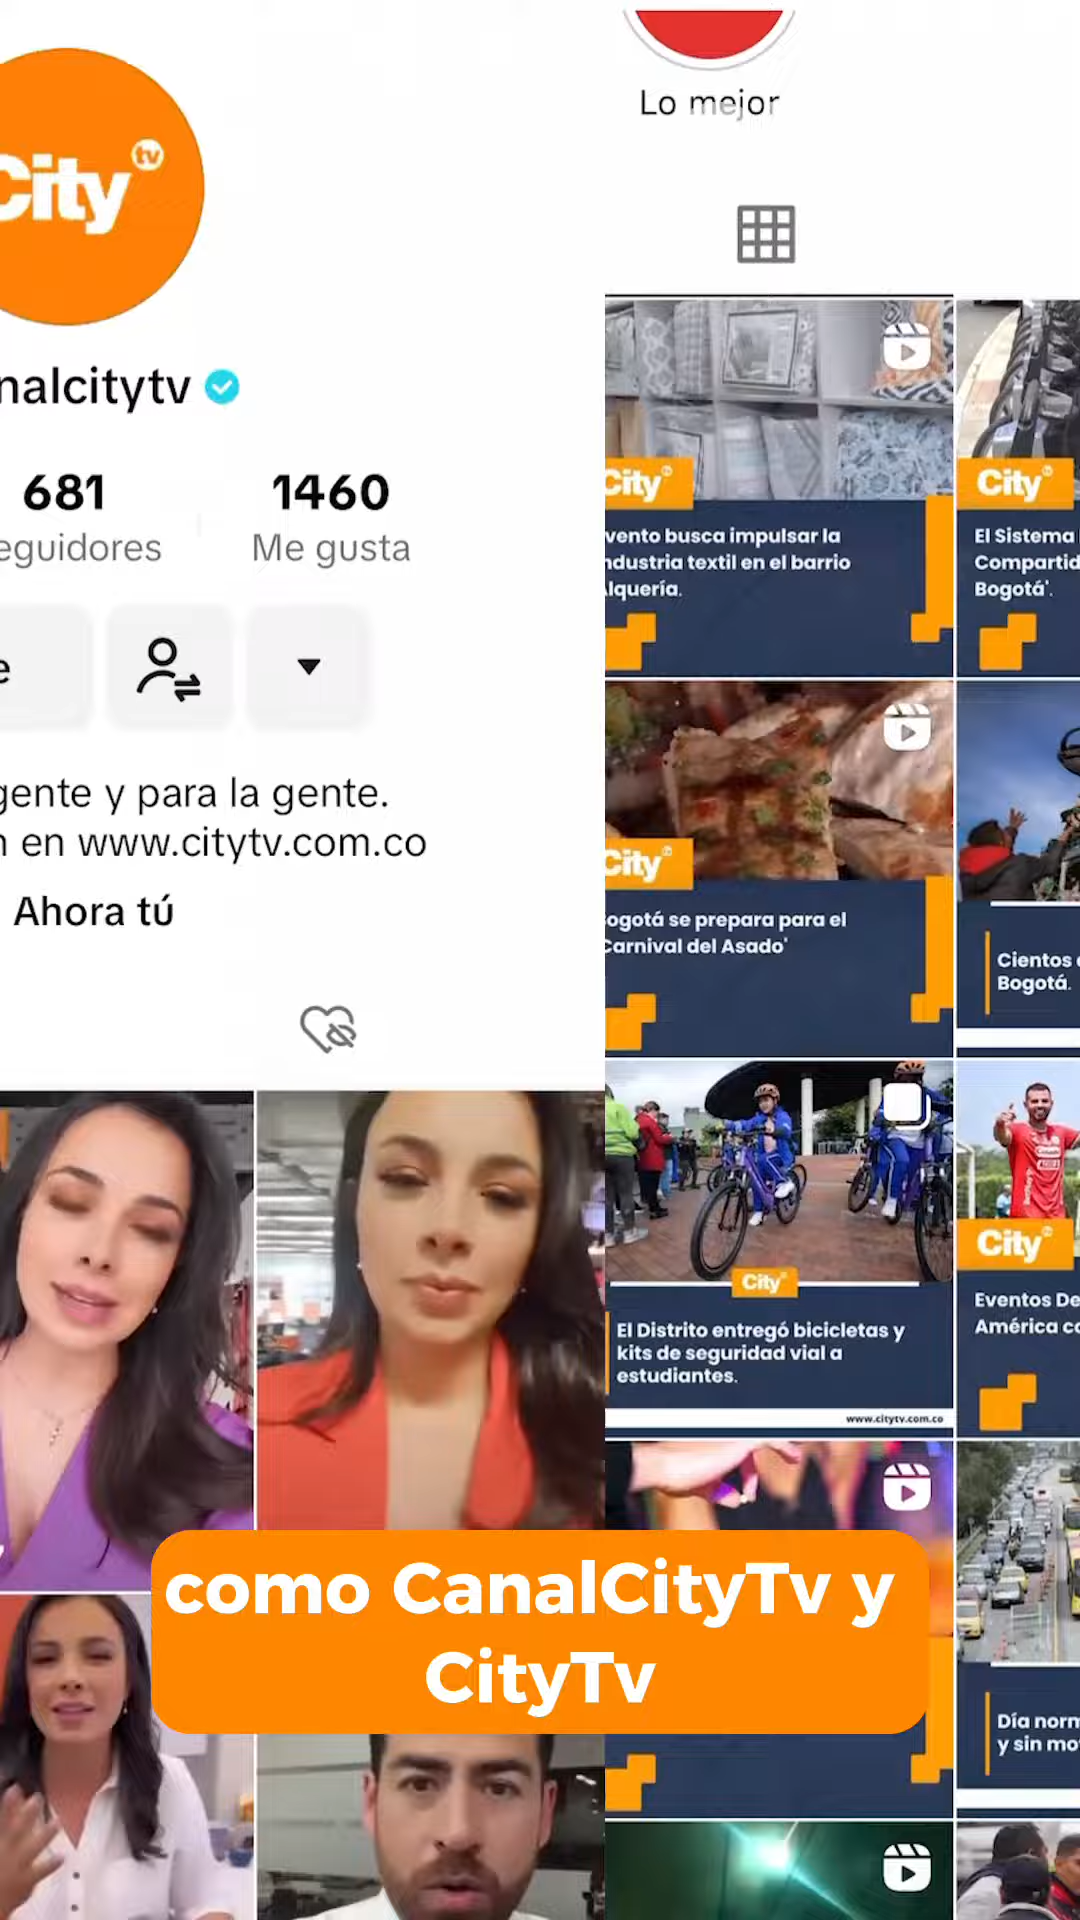 City tv
nalcitytv
681
1460
eguidores
Me gusta
e
gente y para la gente.
n en www.citytv.com.co
Ahora tú
Lo mejor
City
vento busca impulsar la
ndustria textil en el barrio
lquería.
City
El Sistema
Compartid
Bogotá'.
City
ogotá se prepara para el
Carnival del Asado'
Cientos
Bogotá.
City
El Distrito entregó bicicletas y
kits de seguridad vial a
estudiantes.
www.citytv.com.co
City
Eventos De
América co
como CanalCityTv y
CityTv
Día norm
y sin mo